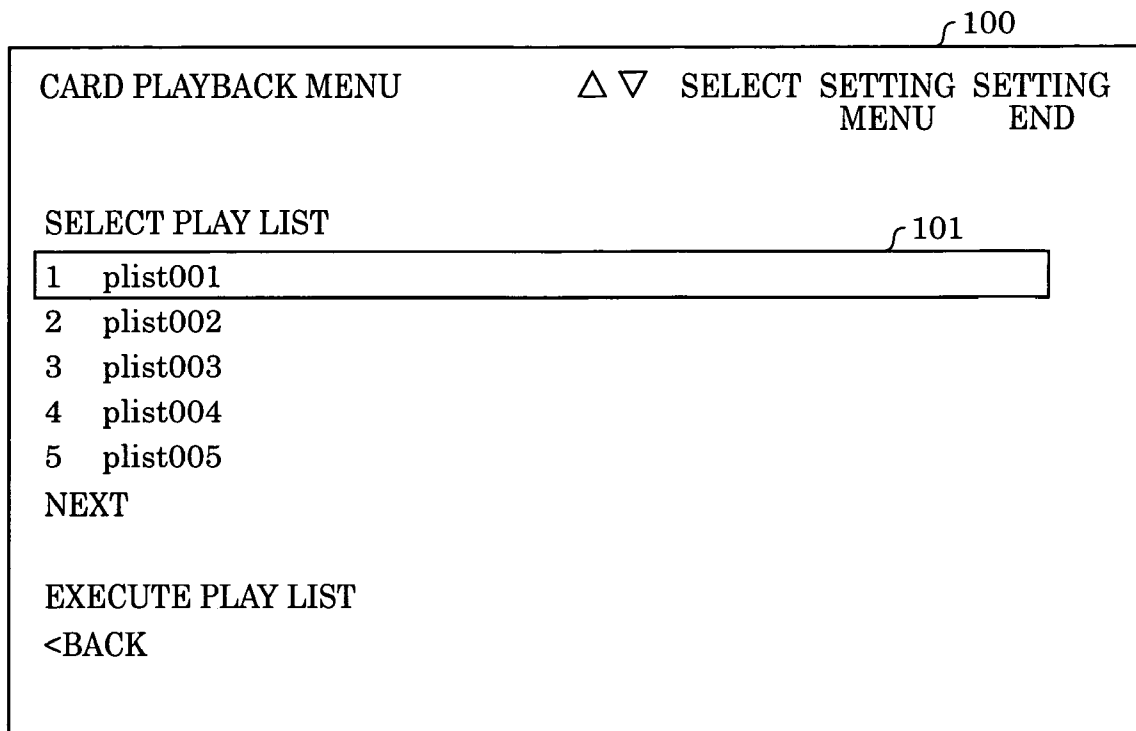 100
CARD PLAYBACK MENU △ ▽ SELECT SETTING SETTING
MENU END
SELECT PLAY LIST
101
1 plist001
2 plist002
3 plist003
4 plist004
5 plist005
NEXT
EXECUTE PLAY LIST
<BACK